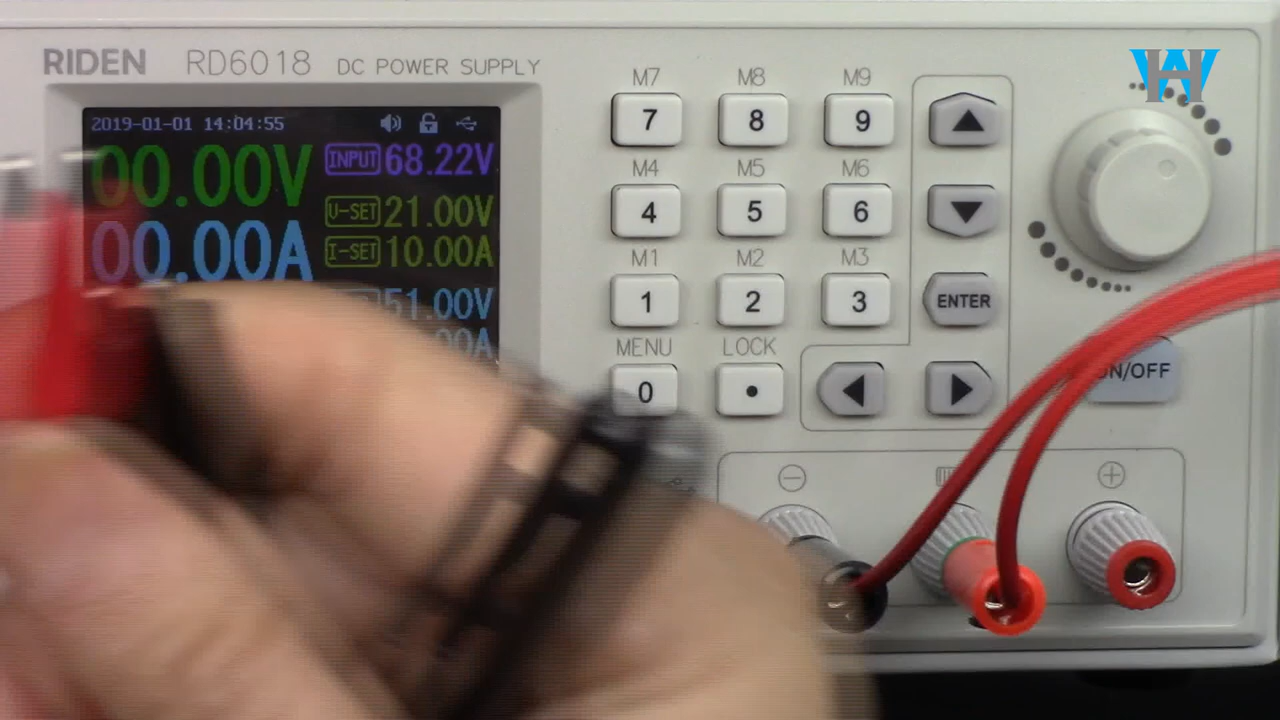 RIDEN RD6018 DC POWER SUPPLY
2019-01-01 14:04:55
00.00V
INPUT 68.22V
U-SET 21.00V
00.00A
I-SET 10.00A
51.00V
A
M7 M8 M9
7 8 9
M4 M5 M6
4 5 6
M1 M2 M3
1 2 3
ENTER
MENU LOCK
0 •
ON/OFF
− +